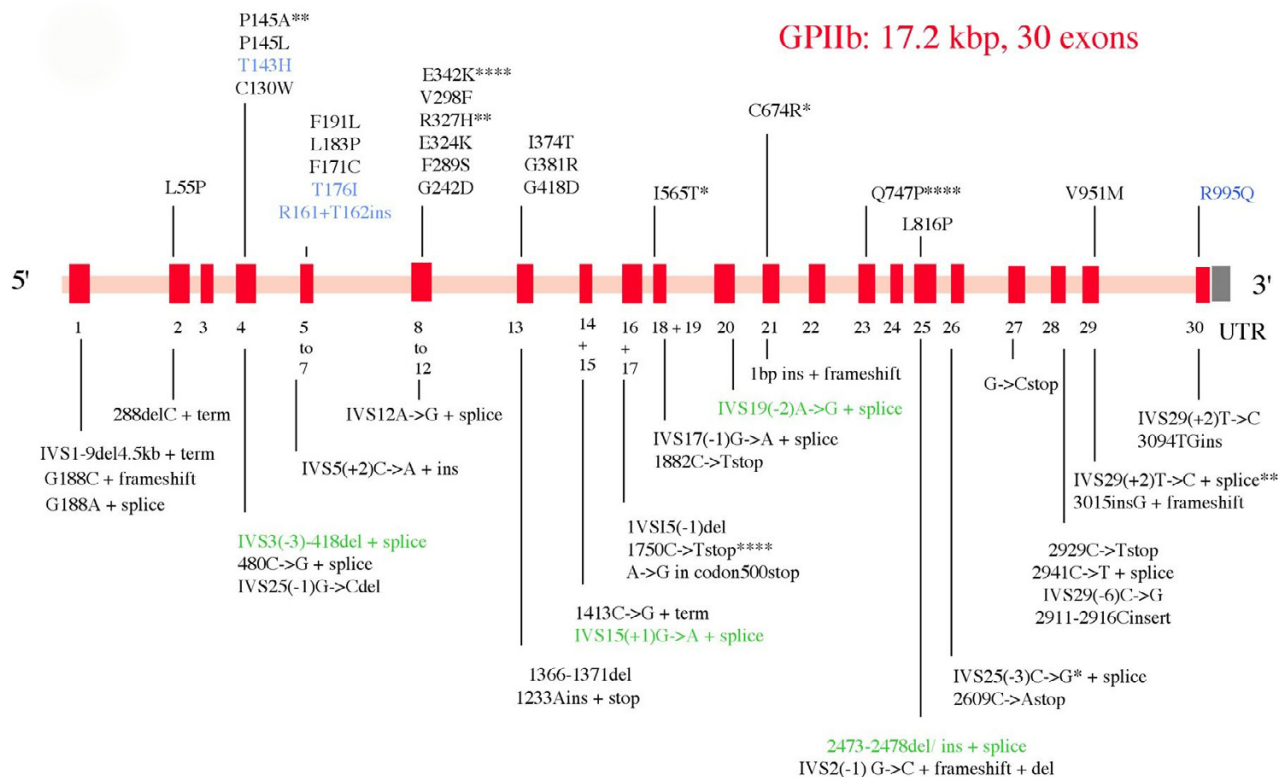 GPIIb: 17.2 kbp, 30 exons
P145A**
P145L
T143H
C130W
F191L
L183P
F171C
T176I
R161+T162ins
E342K****
V298F
R327H**
E324K
F289S
G242D
I374T
G381R
G418D
C674R*
L55P
I565T*
Q747P****
L816P
V951M
R995Q
5'
3'
1 2 3 4 5 8 13 14 16 18 + 19 20 21 22 23 24 25 26 27 28 29 30 UTR
to to + +
7 12 15 17
IVS1-9del4.5kb + term
G188C + frameshift
G188A + splice
288delC + term
IVS3(-3)-418del + splice
480C->G + splice
IVS25(-1)G->Cdel
IVS5(+2)C->A + ins
IVS12A->G + splice
1366-1371del
1233Ains + stop
1413C->G + term
IVS15(+1)G->A + splice
1VSI5(-1)del
1750C->Tstop****
A->G in codon500stop
IVS17(-1)G->A + splice
1882C->Tstop
IVS19(-2)A->G + splice
1bp ins + frameshift
2473-2478del/ ins + splice
IVS2(-1) G->C + frameshift + del
IVS25(-3)C->G* + splice
2609C->Astop
G->Cstop
2929C->Tstop
2941C->T + splice
IVS29(-6)C->G
2911-2916Cinsert
IVS29(+2)T->C + splice**
3015insG + frameshift
IVS29(+2)T->C
3094TGins